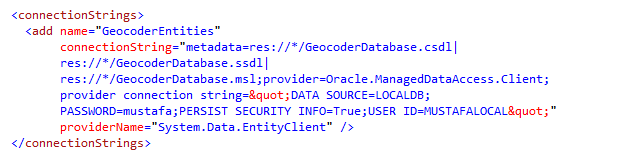 <connectionStrings>
<add name="GeocoderEntities"
connectionString="metadata=res://*/GeocoderDatabase.csdl|
res://*/GeocoderDatabase.ssdl|
res://*/GeocoderDatabase.msl;provider=Oracle.ManagedDataAccess.Client;
provider connection string=&quot;DATA SOURCE=LOCALDB;
PASSWORD=mustafa;PERSIST SECURITY INFO=True;USER ID=MUSTAFALOCAL&quot;"
providerName="System.Data.EntityClient" />
</connectionStrings>